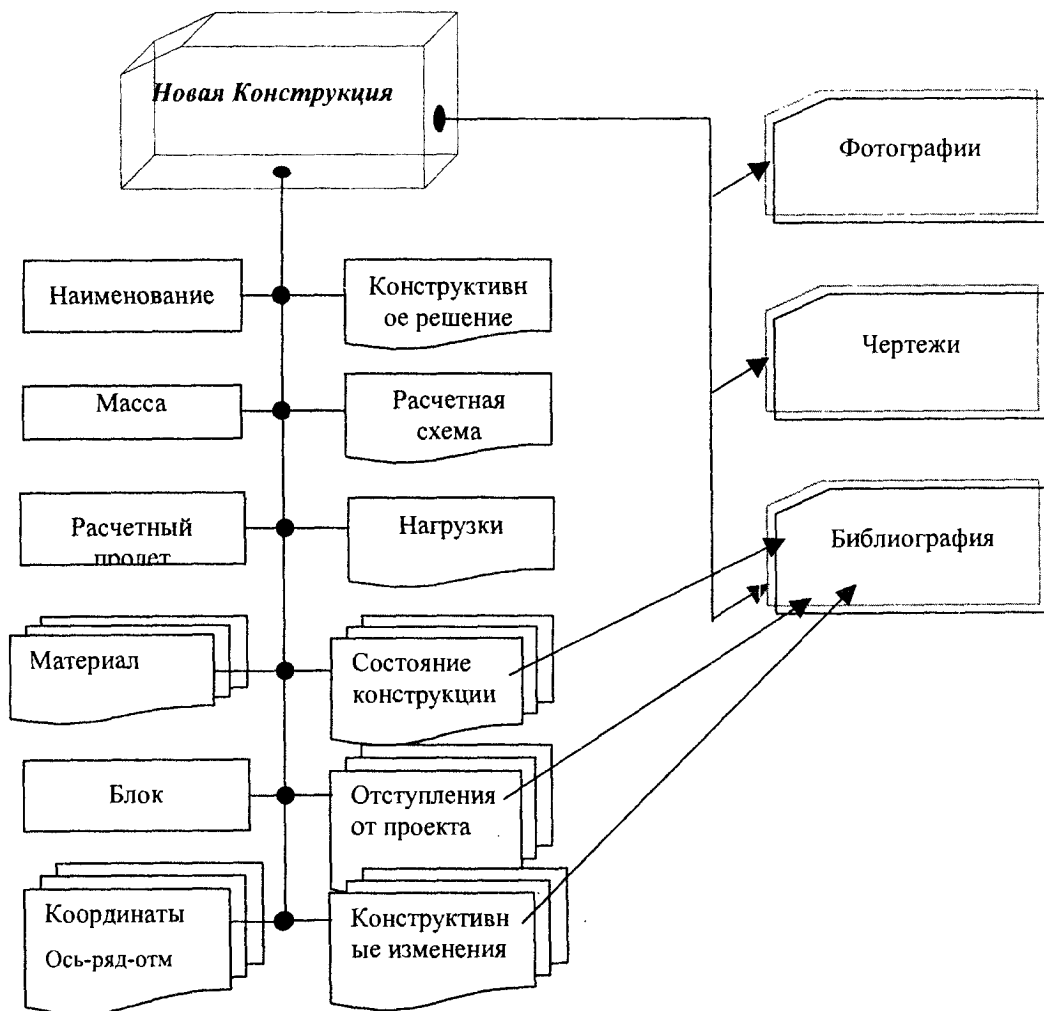 Новая Конструкция
Фотографии
Наименование
Конструктивн
ое решение
Чертежи
Масса
Расчетная
схема
Расчетный
пролет
Нагрузки
Библиография
Материал
Состояние
конструкции
Блок
Отступления
от проекта
Координаты
Ось-ряд-отм
Конструктивн
ые изменения